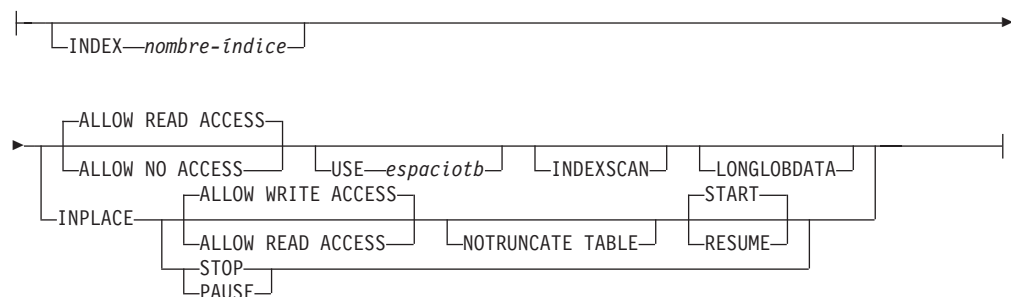 INDEX nombre-índice
ALLOW READ ACCESS
ALLOW NO ACCESS USE espaciotb INDEXSCAN LONGLOBDATA
ALLOW WRITE ACCESS START
INPLACE
ALLOW READ ACCESS NOTRUNCATE TABLE RESUME
STOP
PAUSE